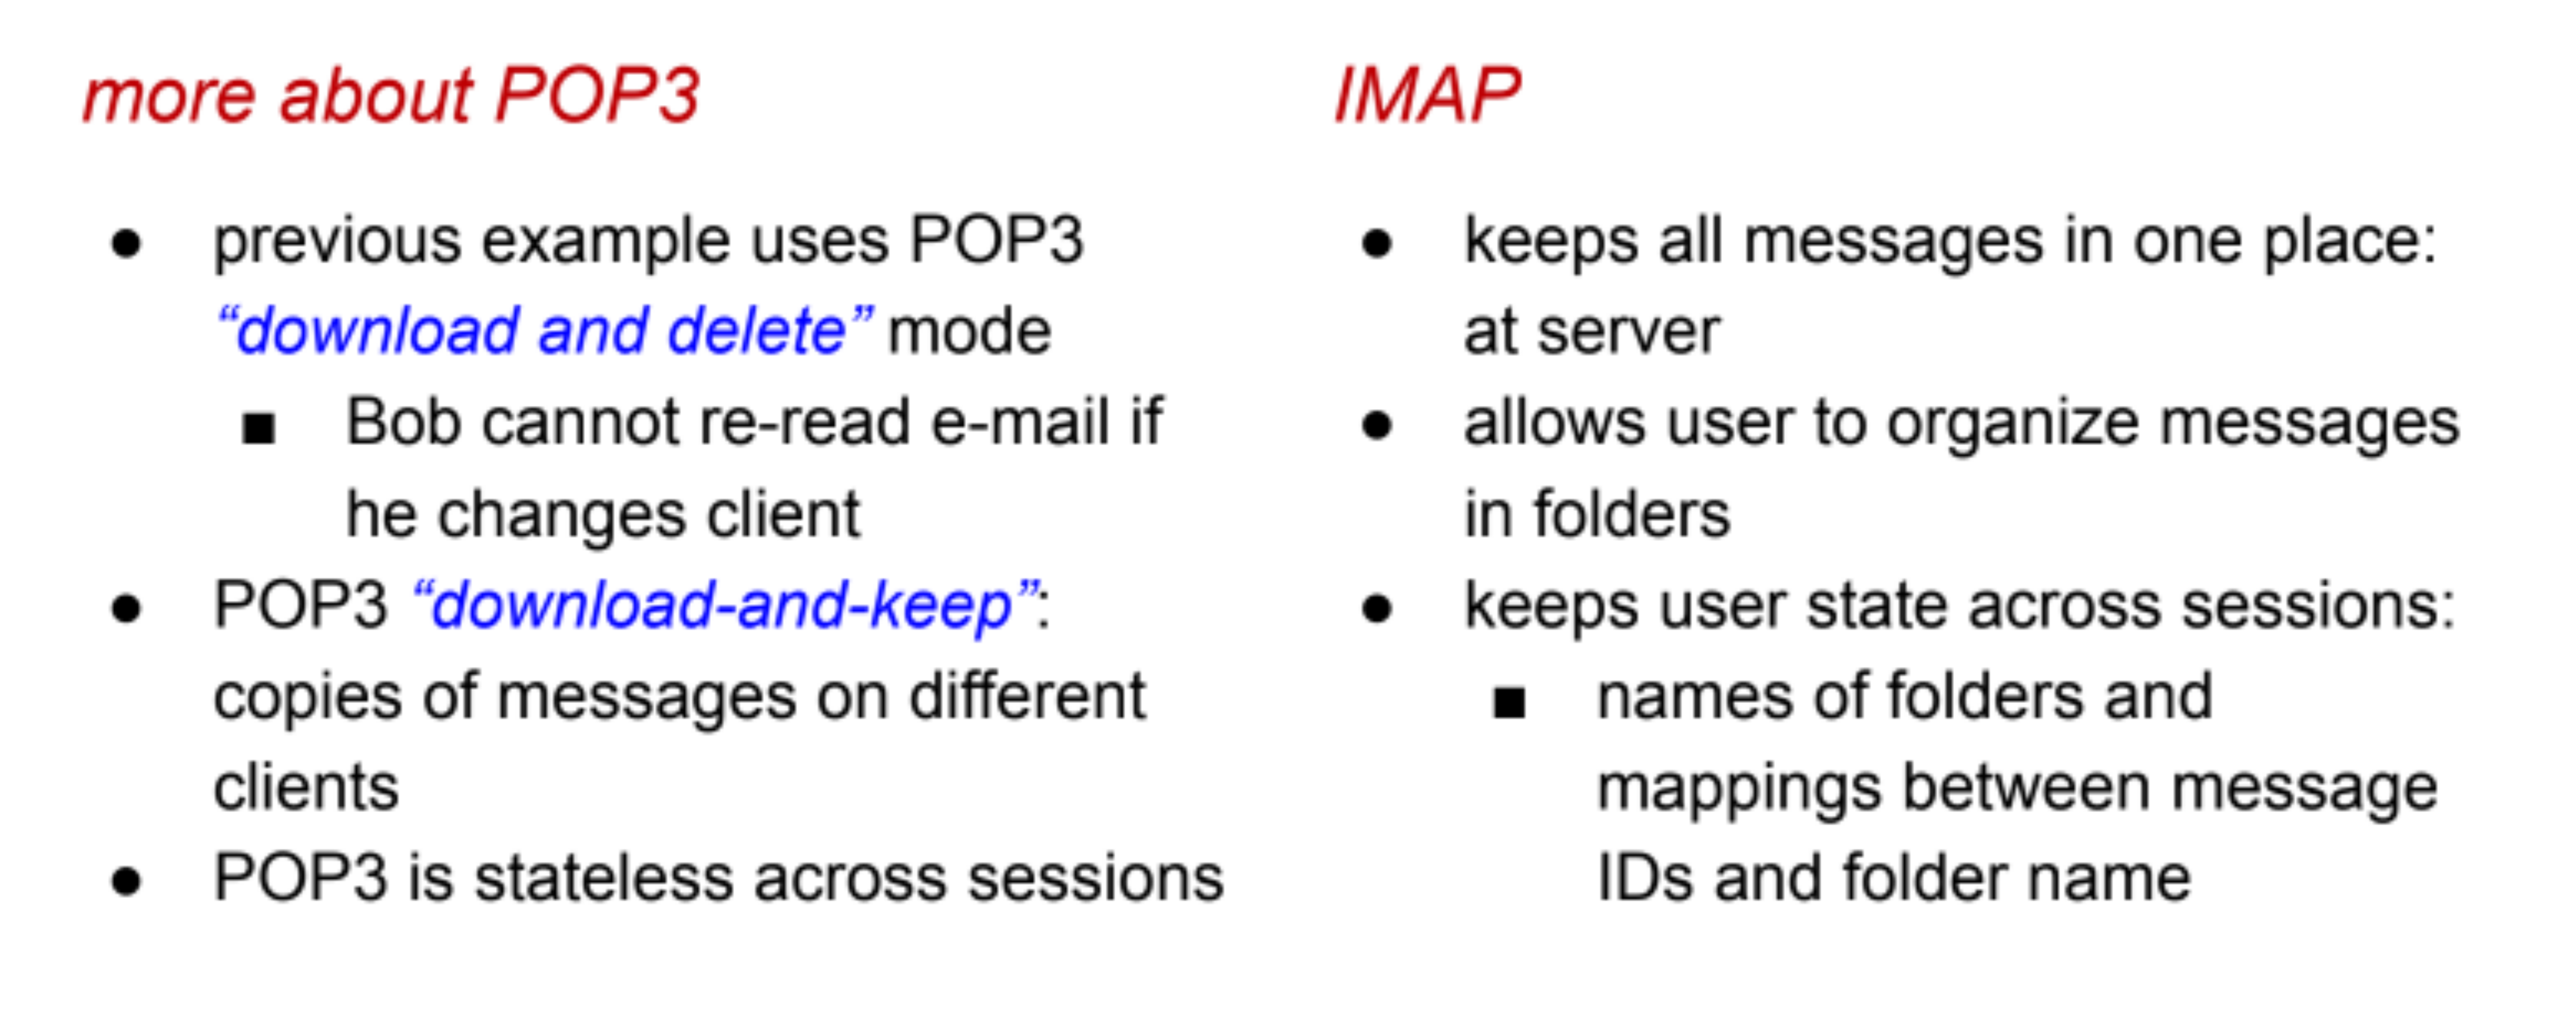 more about POP3
● previous example uses POP3
“download and delete” mode
■ Bob cannot re-read e-mail if
he changes client
● POP3 “download-and-keep”:
copies of messages on different
clients
● POP3 is stateless across sessions
IMAP
● keeps all messages in one place:
at server
● allows user to organize messages
in folders
● keeps user state across sessions:
■ names of folders and
mappings between message
IDs and folder name